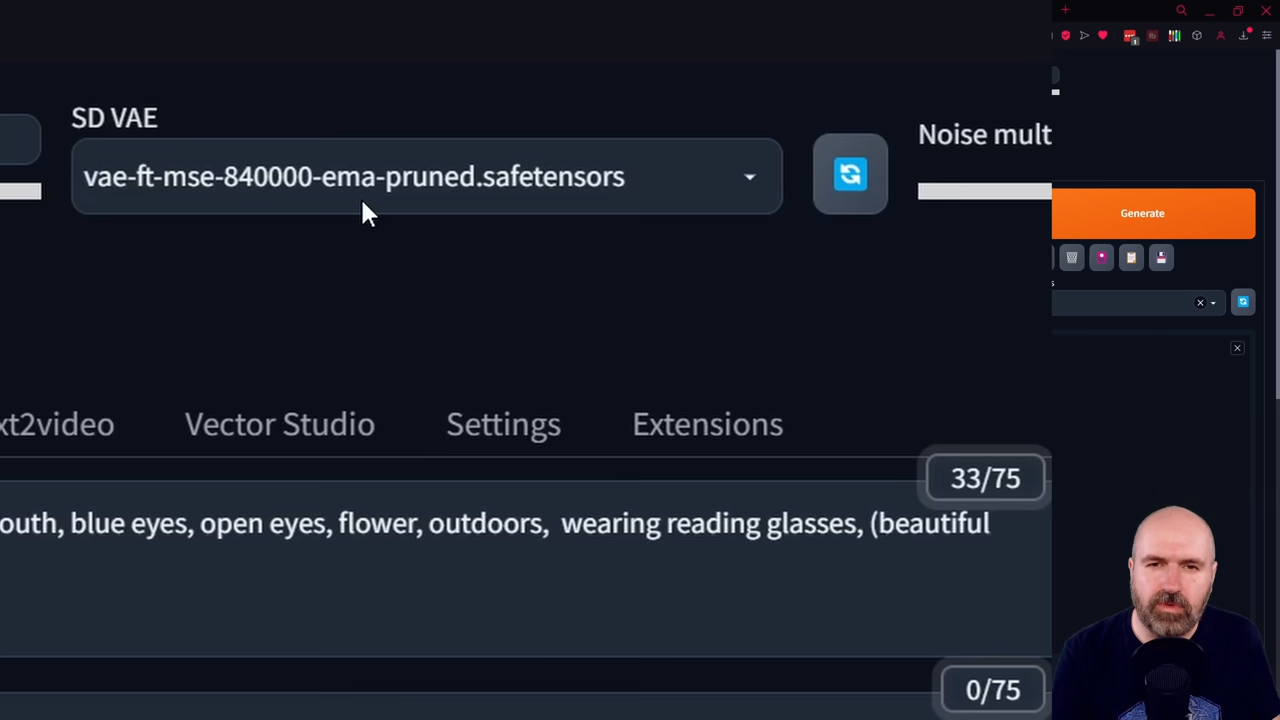 SD VAE
vae-ft-mse-840000-ema-pruned.safetensors
Noise mult
Generate
xt2video
Vector Studio
Settings
Extensions
33/75
outh, blue eyes, open eyes, flower, outdoors,  wearing reading glasses, (beautiful
0/75